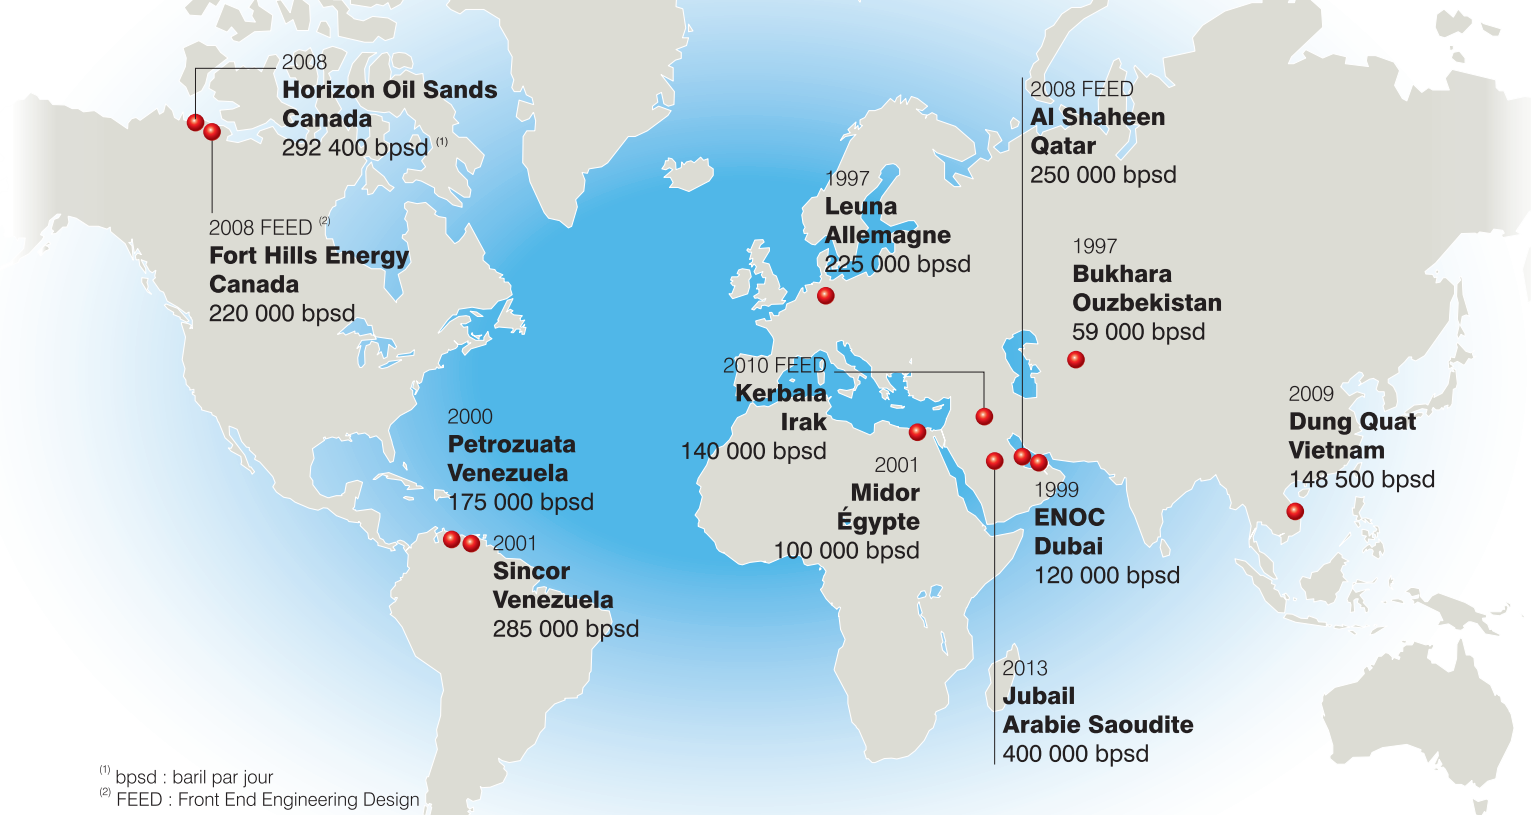 2008
Horizon Oil Sands
Canada
292 400 bpsd (1)
2008 FEED (2)
Fort Hills Energy
Canada
220 000 bpsd
2000
Petrozuata
Venezuela
175 000 bpsd
2001
Sincor
Venezuela
285 000 bpsd
1997
Leuna
Allemagne
225 000 bpsd
2010 FEED
Kerbala
Irak
140 000 bpsd
2001
Midor
Égypte
100 000 bpsd
2008 FEED
Al Shaheen
Qatar
250 000 bpsd
1997
Bukhara
Ouzbekistan
59 000 bpsd
1999
ENOC
Dubai
120 000 bpsd
2013
Jubail
Arabie Saoudite
400 000 bpsd
2009
Dung Quat
Vietnam
148 500 bpsd
(1) bpsd : baril par jour
(2) FEED : Front End Engineering Design